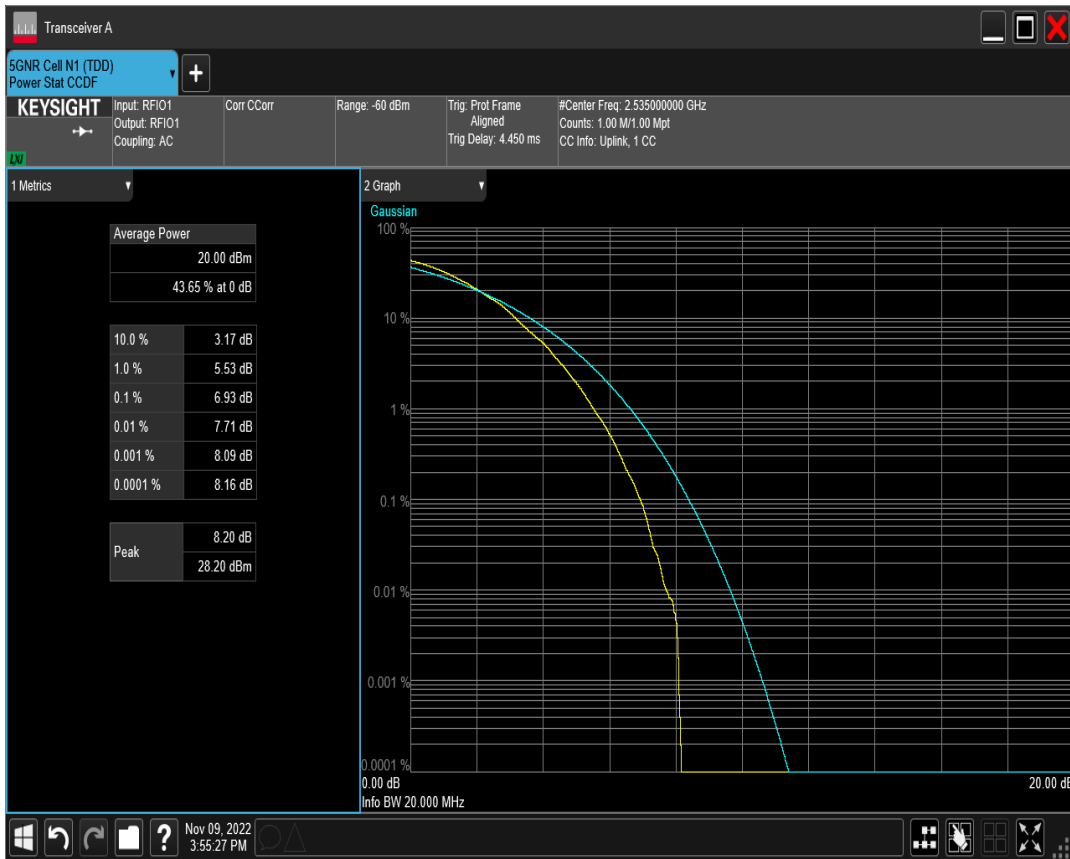 Transceiver A
5GNR Cell N1 (TDD)
Power Stat CCDF
+
KEYSIGHT
LXI
Input: RFIO1
Output: RFIO1
Coupling: AC
Corr CCorr
Range: -60 dBm
Trig: Prot Frame
Aligned
Trig Delay: 4.450 ms
#Center Freq: 2.535000000 GHz
Counts: 1.00 M/1.00 Mpt
CC Info: Uplink, 1 CC
1 Metrics
Average Power
20.00 dBm
43.65 % at 0 dB
10.0 % 3.17 dB
1.0 % 5.53 dB
0.1 % 6.93 dB
0.01 % 7.71 dB
0.001 % 8.09 dB
0.0001 % 8.16 dB
Peak
8.20 dB
28.20 dBm
2 Graph
Gaussian
100 %
10 %
1 %
0.1 %
0.01 %
0.001 %
0.0001 %
0.00 dB
20.00 dB
Info BW 20.000 MHz
?
Nov 09, 2022
3:55:27 PM